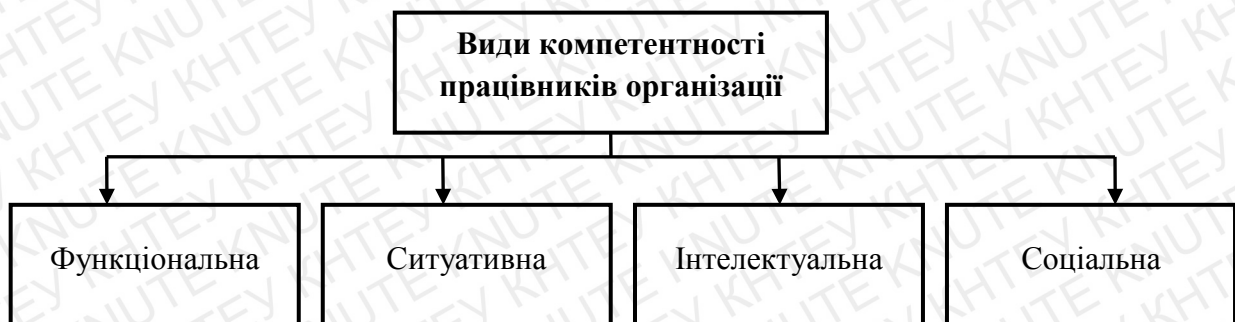 Види компетентності
працівників організації
Функціональна
Ситуативна
Інтелектуальна
Соціальна